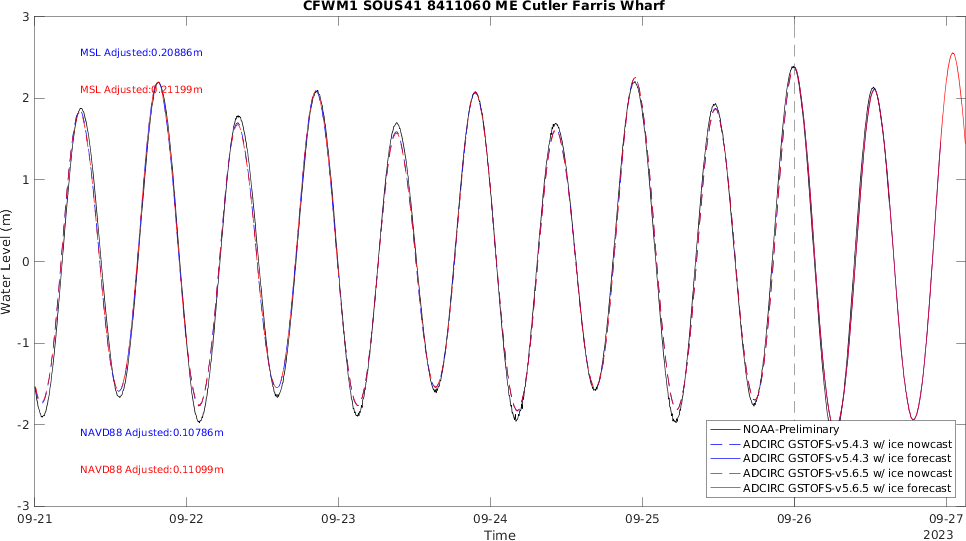 CFWM1 SOUS41 8411060 ME Cutler Farris Wharf
3
MSL Adjusted:0.20886m
MSL Adjusted:0.21199m
2
1
0
-1
-2
-3
Water Level (m)
NAVD88 Adjusted:0.10786m
NAVD88 Adjusted:0.11099m
NOAA-Preliminary
ADCIRC GSTOFS-v5.4.3 w/ ice nowcast
ADCIRC GSTOFS-v5.4.3 w/ ice forecast
ADCIRC GSTOFS-v5.6.5 w/ ice nowcast
ADCIRC GSTOFS-v5.6.5 w/ ice forecast
09-21 09-22 09-23 09-24 09-25 09-26 09-27
Time
2023